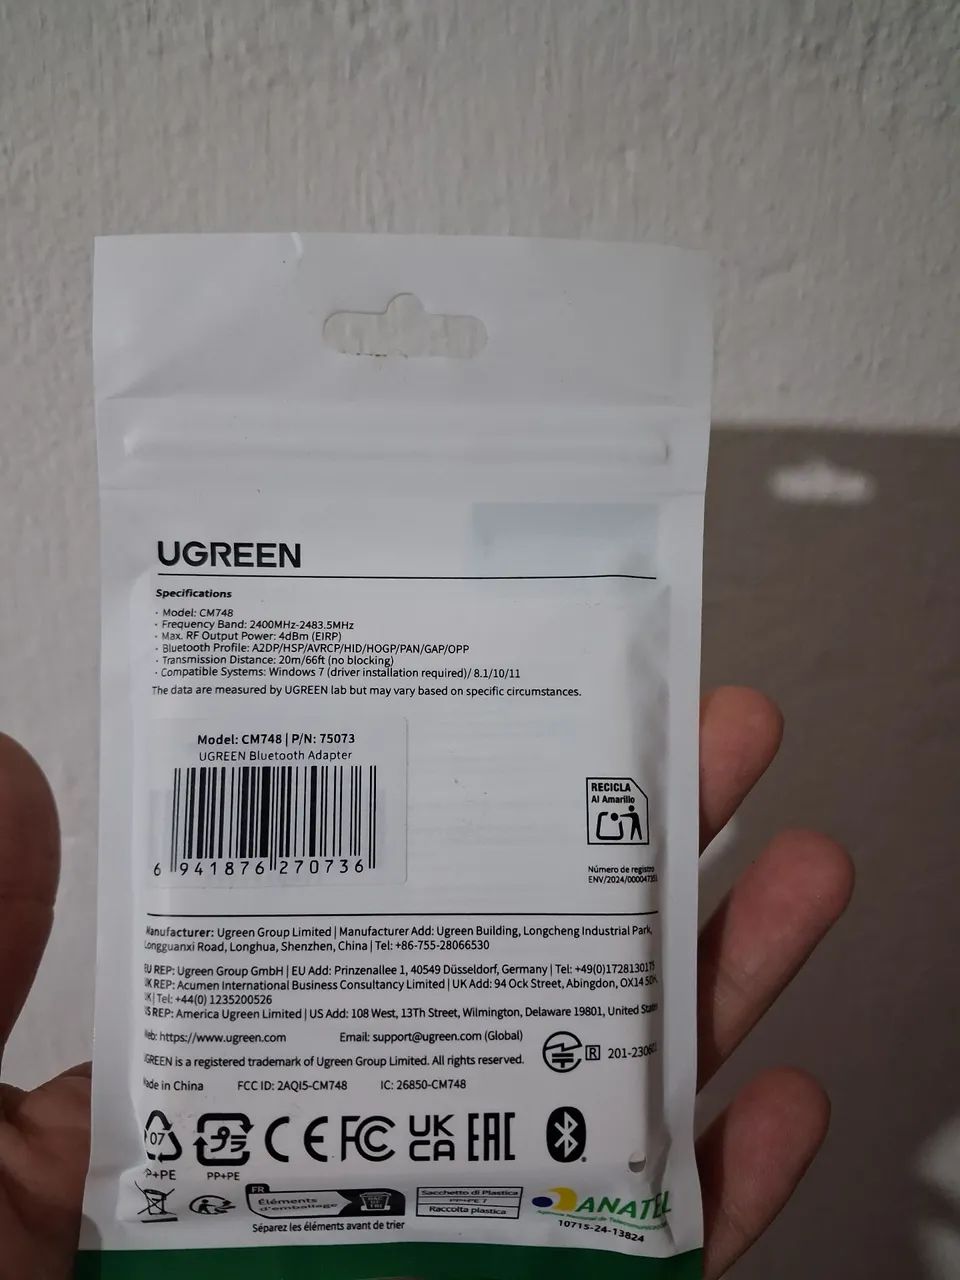 UGREEN
Specifications
· Model: CM748
· Frequency Band: 2400MHz-2483.5MHz
· Max. RF Output Power: 4dBm (EIRP)
· Bluetooth Profile: A2DP/HSP/AVRCP/HID/HOGP/PAN/GAP/OPP
· Transmission Distance: 20m/66ft (no blocking)
· Compatible Systems: Windows 7 (driver installation required)/ 8.1/10/11
The data are measured by UGREEN lab but may vary based on specific circumstances.
Model: CM748 | P/N: 75073
UGREEN Bluetooth Adapter
6 941876 270736
RECICLA
Al Amarillo
Número de registro
Manufacturer: Ugreen Group Limited | Manufacturer Add: Ugreen Building, Longcheng Industrial Park,
Longguanxi Road, Longhua, Shenzhen, China | Tel: +86-755-28066530
EU REP: Ugreen Group GmbH | EU Add: Prinzenallee 1, 40549 Düsseldorf, Germany | Tel: +49(0)1728130175
UK REP: Acumen International Business Consultancy Limited | UK Add: 94 Ock Street, Abingdon, OX14
UK | Tel: +44(0) 1235200526
US REP: America Ugreen Limited | US Add: 108 West, 13Th Street, Wilmington, Delaware 19801, United States
Web: https://www.ugreen.com Email: support@ugreen.com (Global)
UGREEN is a registered trademark of Ugreen Group Limited. All rights reserved.
R
Made in China FCC ID: 2AQI5-CM748 IC: 26850-CM748
07 プラ CE FC UK CA EAC
PP+PE PP+PE
FR
Éléments
d'emballage
Séparez les éléments avant de trier
Sacchetto di Plastica
PP+PE 7
Raccolta plastica
ANATEL
10715-24-13824